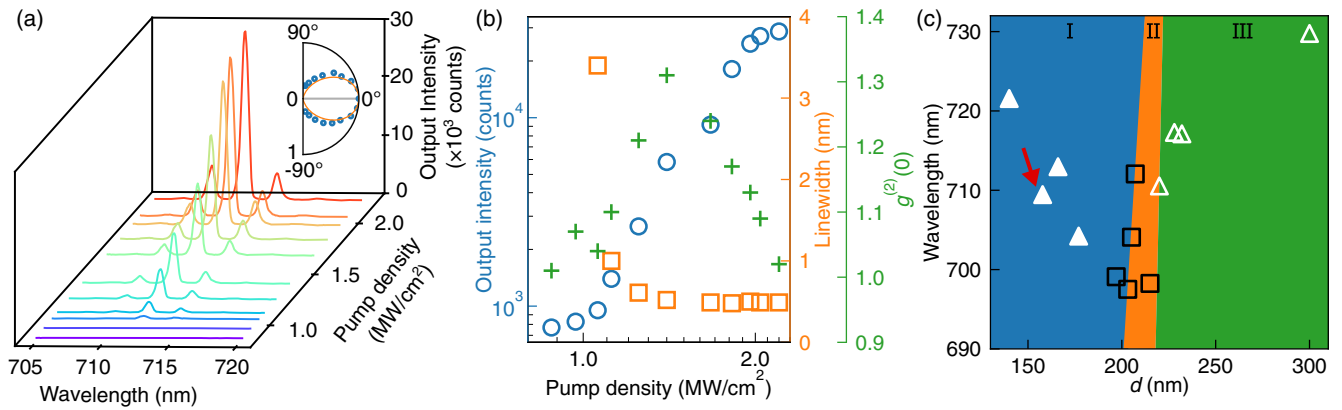 (a)
30
20
10
0
Output Intensity
(×10³ counts)
90°
0
0°
1
-90°
2.0
1.5
1.0
Pump density
(MW/cm²)
705
710
715
720
Wavelength (nm)
(b)
10⁴
10³
Output intensity (counts)
1.0
2.0
Pump density (MW/cm²)
4
3
2
1
0
Linewidth (nm)
1.4
1.3
1.2
1.1
1.0
0.9
g⁽²⁾(0)
(c)
I
II
III
730
720
710
700
690
Wavelength (nm)
150
200
250
300
d (nm)